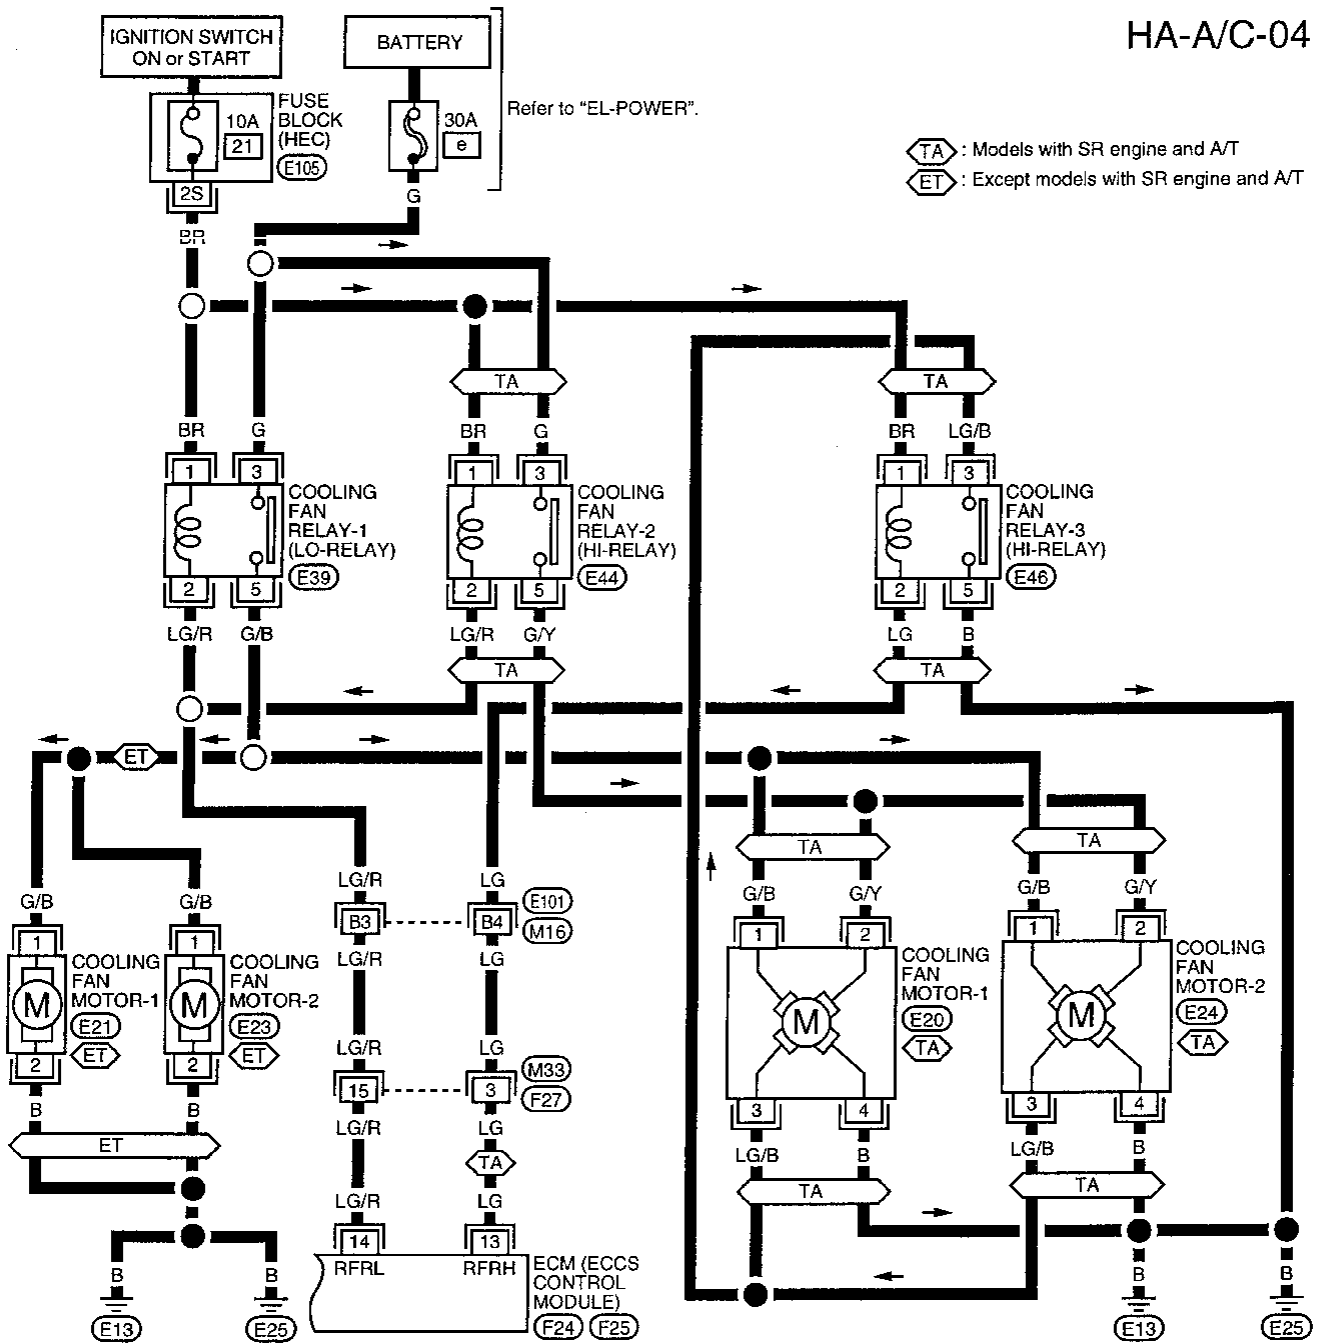 HA-A/C-04
IGNITION SWITCH
ON or START
BATTERY
Refer to "EL-POWER".
10A
21
FUSE
BLOCK
(HEC)
E105
30A
e
2S
BR
G
TA : Models with SR engine and A/T
ET : Except models with SR engine and A/T
TA
TA
BR
G
BR
G
BR
LG/B
1
3
1
3
1
3
COOLING
FAN
RELAY-1
(LO-RELAY)
E39
COOLING
FAN
RELAY-2
(HI-RELAY)
E44
COOLING
FAN
RELAY-3
(HI-RELAY)
E46
2
5
2
5
2
5
LG/R
G/B
LG/R
G/Y
LG
B
TA
TA
ET
TA
TA
LG/R
LG
G/B
G/B
G/B
G/Y
G/B
G/Y
B3
B4
E101
M16
1
1
1
2
1
2
LG/R
LG
COOLING
FAN
MOTOR-1
E21
ET
M
COOLING
FAN
MOTOR-2
E23
ET
M
COOLING
FAN
MOTOR-1
E20
TA
M
COOLING
FAN
MOTOR-2
E24
TA
M
2
2
LG/R
LG
15
3
M33
F27
3
4
3
4
B
B
LG/R
LG
LG/B
B
LG/B
B
ET
TA
TA
TA
LG/R
LG
14
13
RFRL
RFRH
ECM (ECCS
CONTROL
MODULE)
F24
F25
B
B
B
B
E13
E25
E13
E25